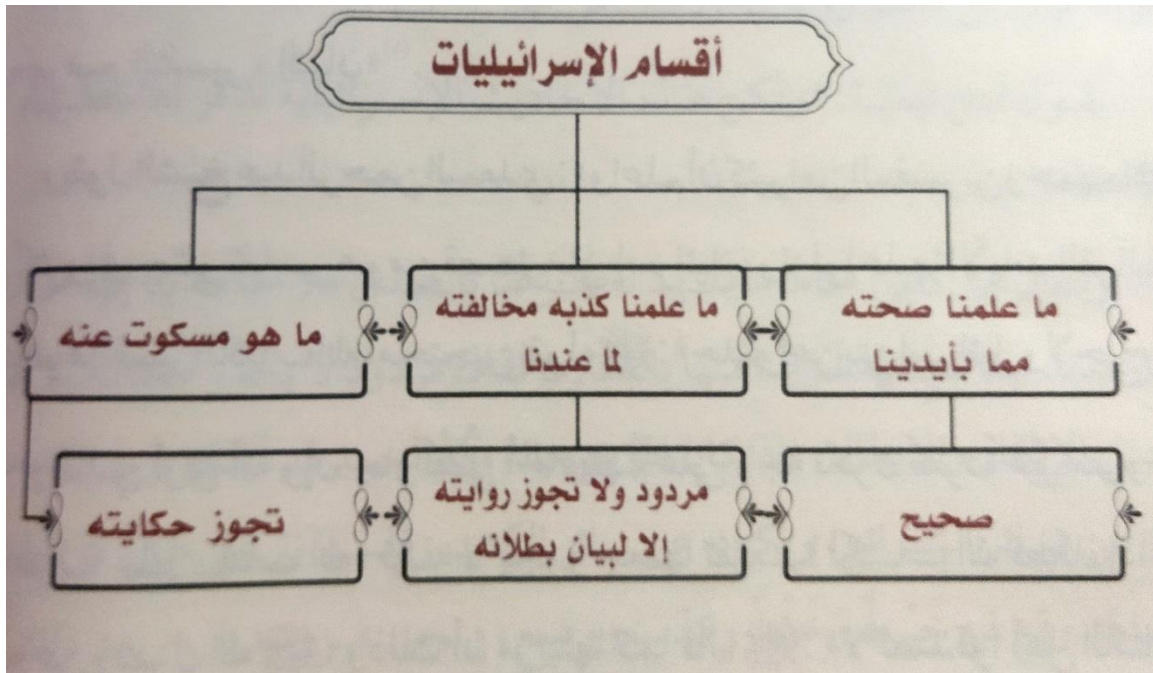 أقسام الإسرائيليات
ما علمنا صحته
مما بأيدينا
ما علمنا كذبه مخالفته
لما عندنا
ما هو مسكوت عنه
صحيح
مردود ولا تجوز روايته
إلا لبيان بطلانه
تجوز حكايته